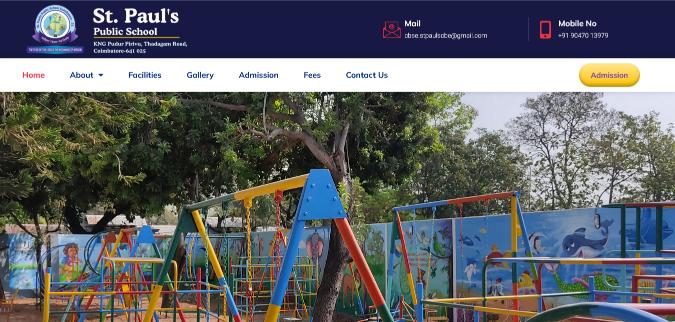 St. Paul's
Public School
KNG Pudur Pirivu, Thadagam Road,
Coimbatore-641 025
Mail
cbse.stpaulscbe@gmail.com
Mobile No
+91 90470 13979
Home
About
Facilities
Gallery
Admission
Fees
Contact Us
Admission